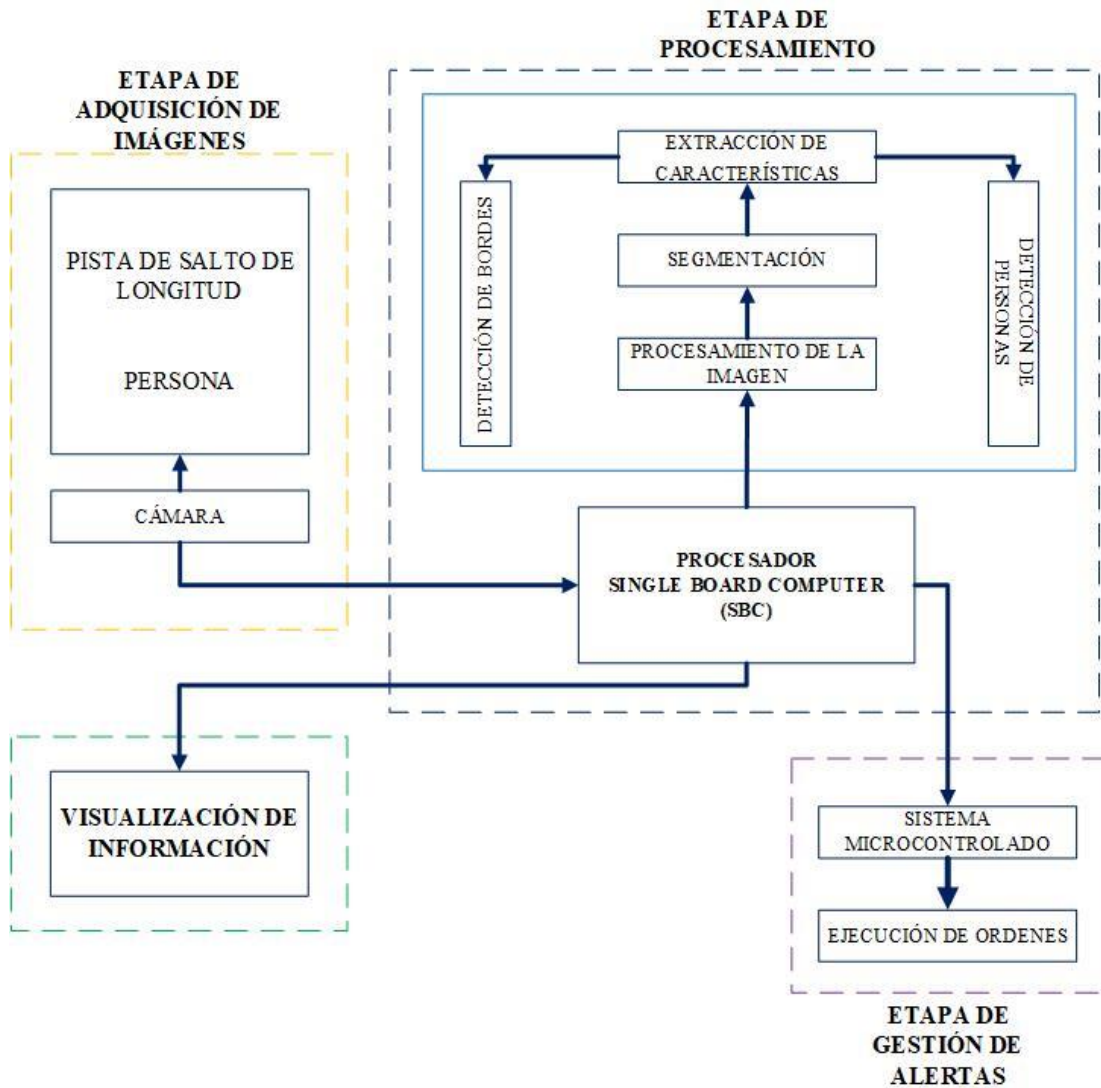 ETAPA DE
PROCESAMIENTO
ETAPA DE
ADQUISICIÓN DE
IMÁGENES
PISTA DE SALTO DE
LONGITUD
PERSONA
CÁMARA
EXTRACCIÓN DE
CARACTERÍSTICAS
DETECCIÓN DE BORDES
SEGMENTACIÓN
DETECCIÓN DE
PERSONAS
PROCESAMIENTO DE LA
IMAGEN
PROCESADOR
SINGLE BOARD COMPUTER
(SBC)
VISUALIZACIÓN DE
INFORMACIÓN
SISTEMA
MICROCONTROLADO
EJECUCIÓN DE ORDENES
ETAPA DE
GESTIÓN DE
ALERTAS